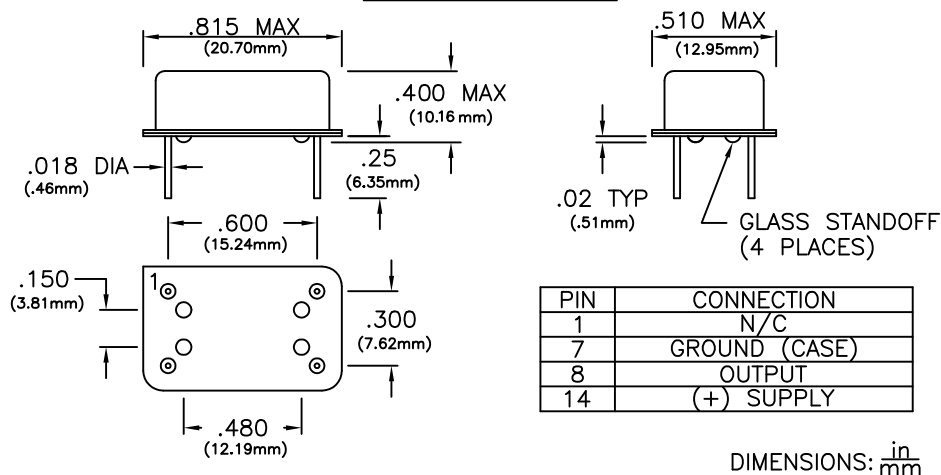 .815 MAX
(20.70mm)
.510 MAX
(12.95mm)
.400 MAX
(10.16 mm)
.018 DIA
(.46mm)
.25
(6.35mm)
.02 TYP
(.51mm)
GLASS STANDOFF
(4 PLACES)
.600
(15.24mm)
.150
(3.81mm)
1
.300
(7.62mm)
.480
(12.19mm)
PIN CONNECTION
1 N/C
7 GROUND (CASE)
8 OUTPUT
14 (+) SUPPLY
DIMENSIONS: in
mm